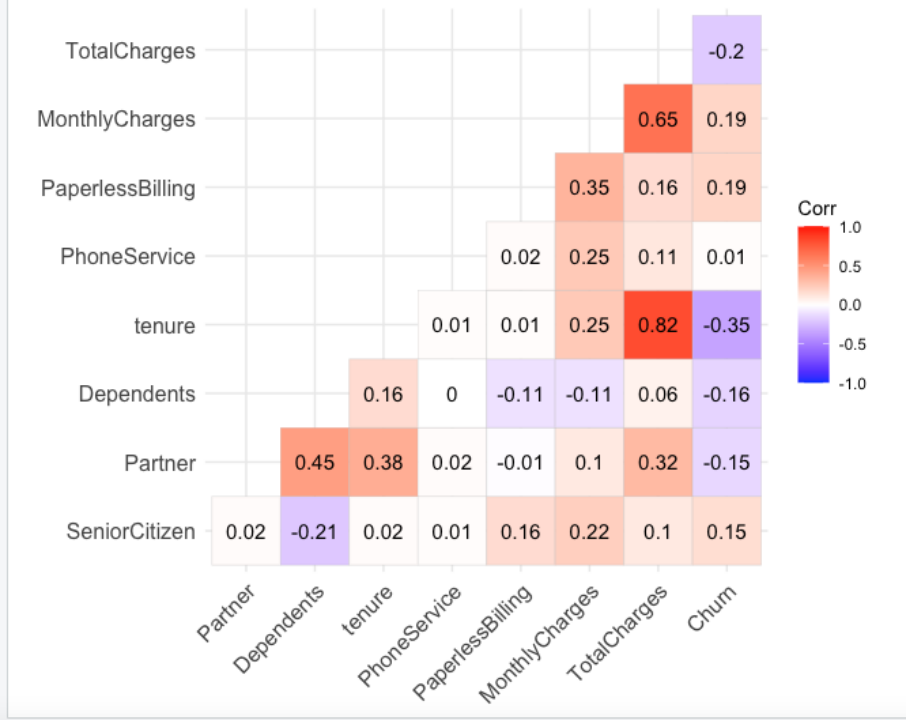 TotalCharges -0.2
MonthlyCharges 0.65 0.19
PaperlessBilling 0.35 0.16 0.19
PhoneService 0.02 0.25 0.11 0.01
tenure 0.01 0.01 0.25 0.82 -0.35
Dependents 0.16 0 -0.11 -0.11 0.06 -0.16
Partner 0.45 0.38 0.02 -0.01 0.1 0.32 -0.15
SeniorCitizen 0.02 -0.21 0.02 0.01 0.16 0.22 0.1 0.15
Partner
Dependents
tenure
PhoneService
PaperlessBilling
MonthlyCharges
TotalCharges
Churn
Corr
1.0
0.5
0.0
-0.5
-1.0